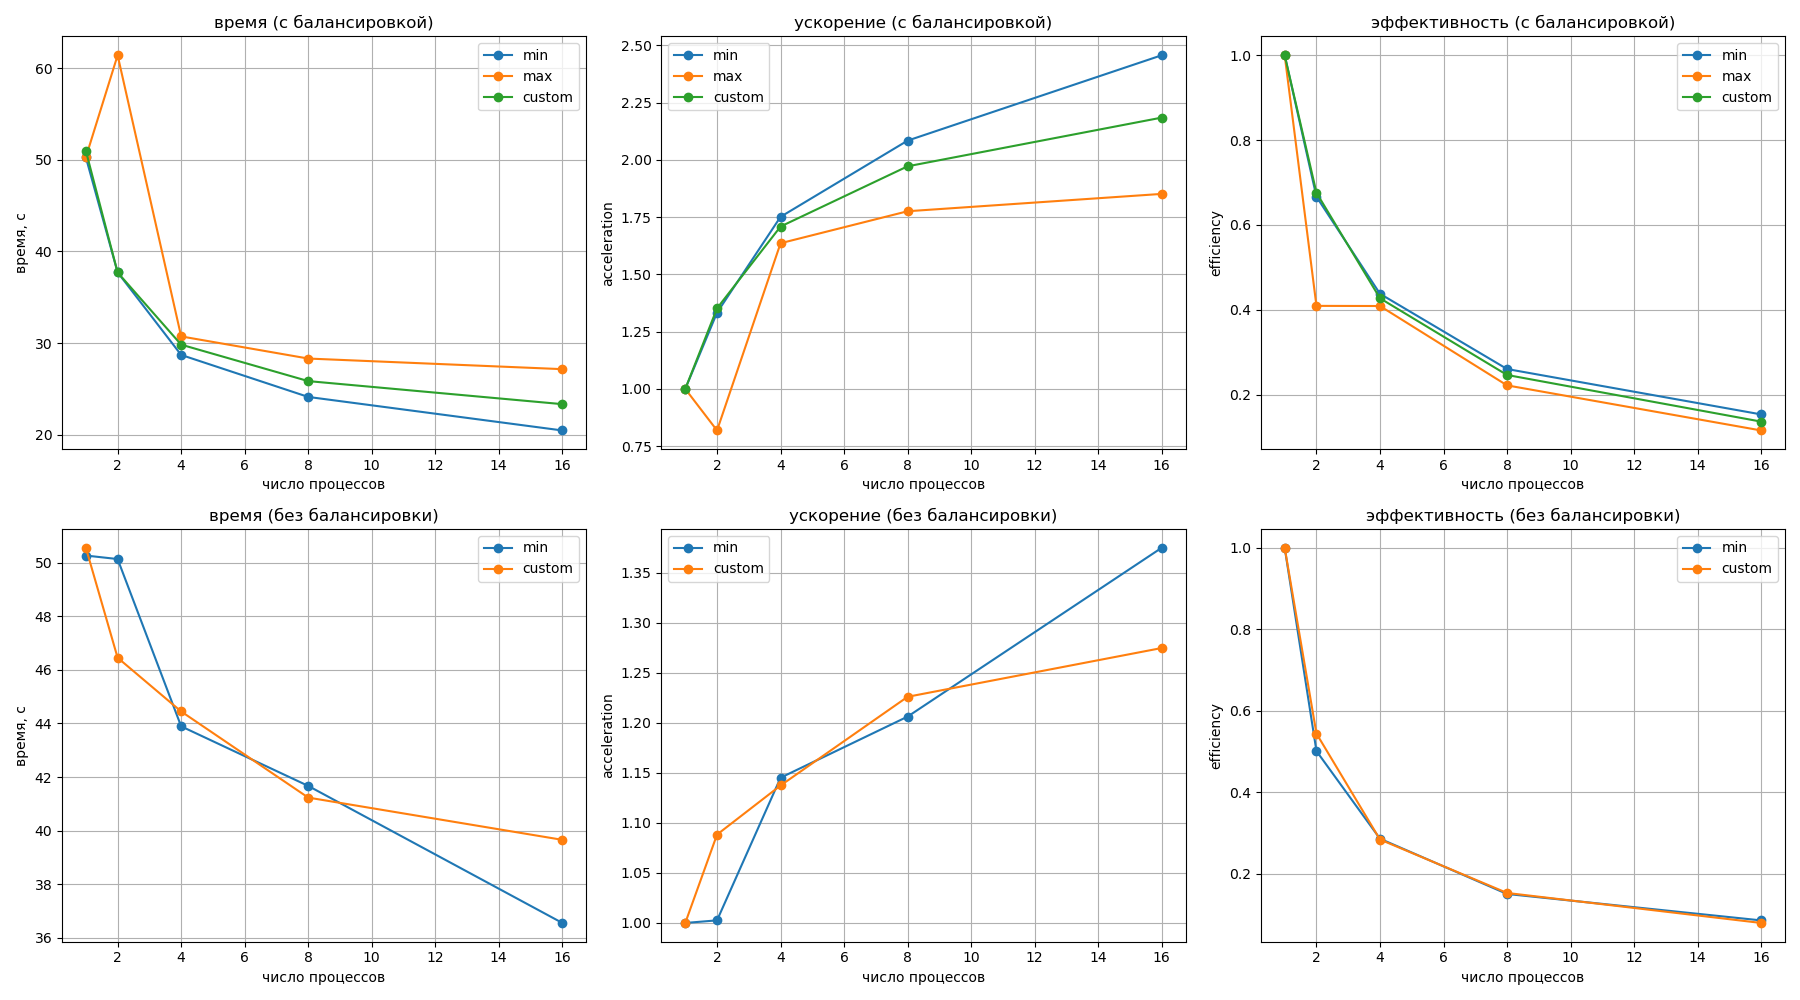 время (с балансировкой)
время, с
60
50
40
30
20
min
max
custom
2 4 6 8 10 12 14 16
число процессов
ускорение (с балансировкой)
acceleration
2.50
2.25
2.00
1.75
1.50
1.25
1.00
0.75
min
max
custom
2 4 6 8 10 12 14 16
число процессов
эффективность (с балансировкой)
efficiency
1.0
0.8
0.6
0.4
0.2
min
max
custom
2 4 6 8 10 12 14 16
число процессов
время (без балансировки)
время, с
50
48
46
44
42
40
38
36
min
custom
2 4 6 8 10 12 14 16
число процессов
ускорение (без балансировки)
acceleration
1.35
1.30
1.25
1.20
1.15
1.10
1.05
1.00
min
custom
2 4 6 8 10 12 14 16
число процессов
эффективность (без балансировки)
efficiency
1.0
0.8
0.6
0.4
0.2
min
custom
2 4 6 8 10 12 14 16
число процессов